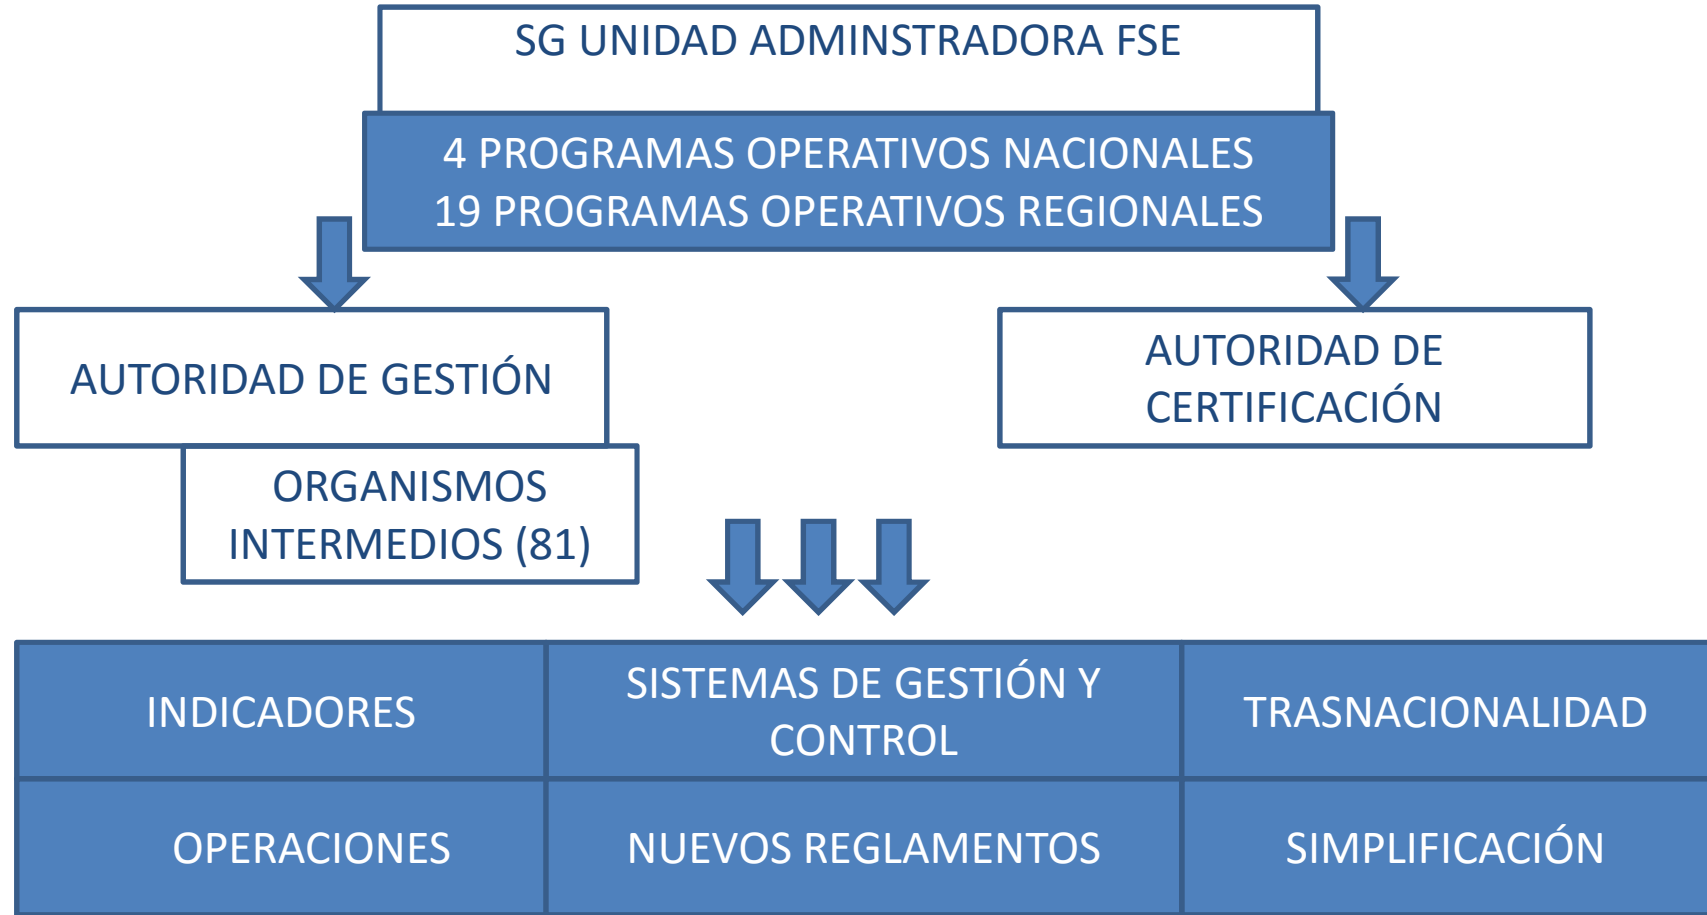 SG UNIDAD ADMINSTRADORA FSE
4 PROGRAMAS OPERATIVOS NACIONALES
19 PROGRAMAS OPERATIVOS REGIONALES
AUTORIDAD DE GESTIÓN
AUTORIDAD DE
CERTIFICACIÓN
ORGANISMOS
INTERMEDIOS (81)
INDICADORES
SISTEMAS DE GESTIÓN Y
CONTROL
TRASNACIONALIDAD
OPERACIONES
NUEVOS REGLAMENTOS
SIMPLIFICACIÓN